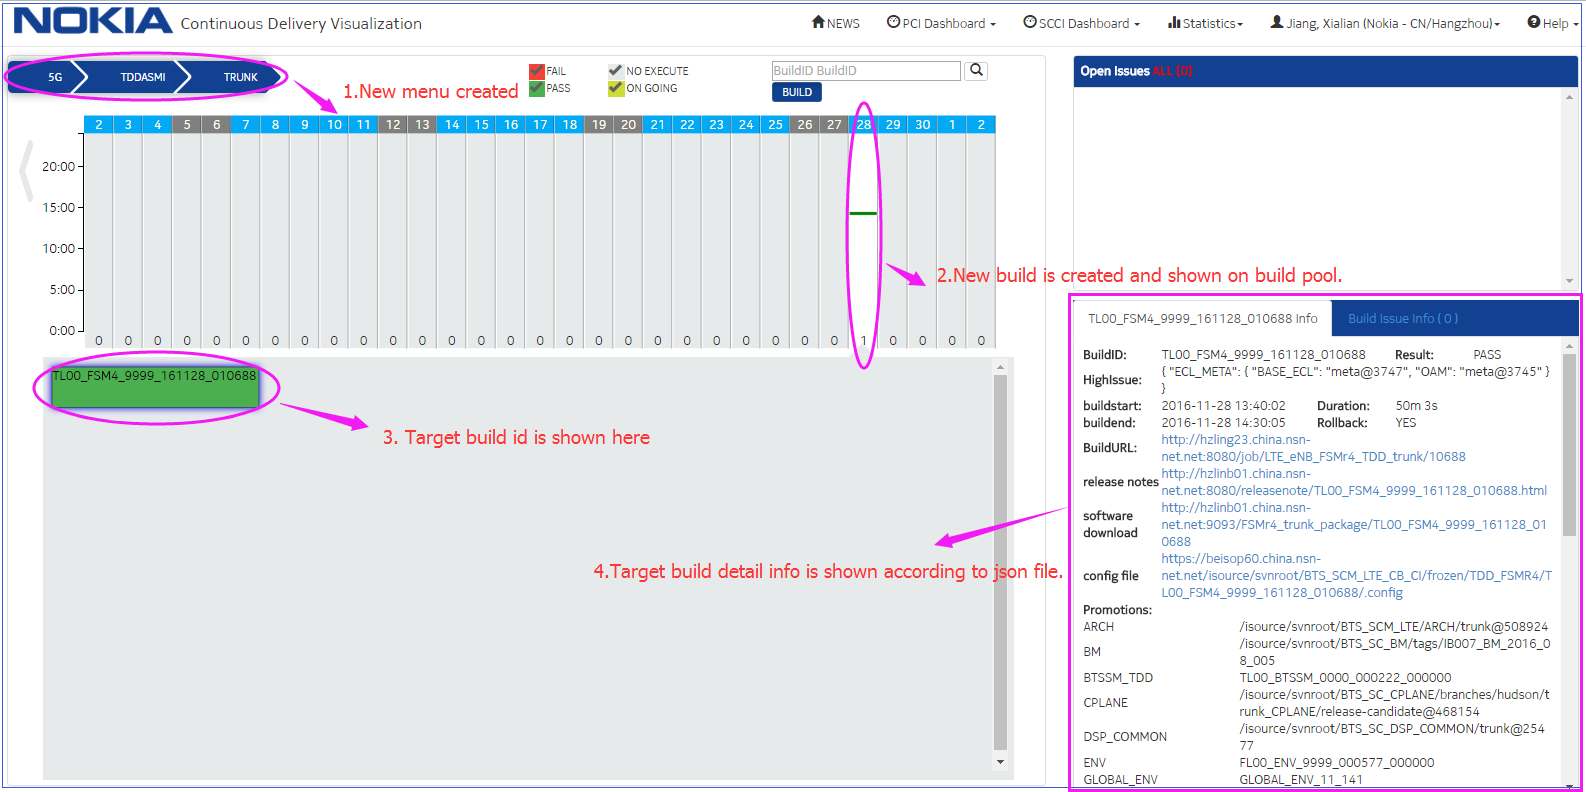 NOKIA Continuous Delivery Visualization
NEWS
PCI Dashboard
SCCI Dashboard
Statistics
Jiang, Xialian (Nokia - CN/Hangzhou)
Help
5G
TDDASMI
TRUNK
1.New menu created
FAIL
PASS
NO EXECUTE
ON GOING
BuildID BuildID
BUILD
2 3 4 5 6 7 8 9 10 11 12 13 14 15 16 17 18 19 20 21 22 23 24 25 26 27 28 29 30 1 2
20:00
15:00
10:00
5:00
0:00
0 0 0 0 0 0 0 0 0 0 0 0 0 0 0 0 0 0 0 0 0 0 0 0 0 0 1 0 0 0 0
2.New build is created and shown on build pool.
TL00_FSM4_9999_161128_010688
3. Target build id is shown here
4.Target build detail info is shown according to json file.
Open Issues ALL [0]
TL00_FSM4_9999_161128_010688 Info
Build Issue Info ( 0 )
BuildID: TL00_FSM4_9999_161128_010688 Result: PASS
HighIssue: { "ECL_META": { "BASE_ECL": "meta@3747", "OAM": "meta@3745" }
}
buildstart: 2016-11-28 13:40:02 Duration: 50m 3s
buildend: 2016-11-28 14:30:05 Rollback: YES
BuildURL: http://hzling23.china.nsn-
net.net:8080/job/LTE_eNB_FSMr4_TDD_trunk/10688
release notes http://hzlinb01.china.nsn-
net.net:8080/releasenote/TL00_FSM4_9999_161128_010688.html
software download http://hzlinb01.china.nsn-
net.net:9093/FSMr4_trunk_package/TL00_FSM4_9999_161128_01
0688
config file https://beisop60.china.nsn-
net.net/isource/svnroot/BTS_SCM_LTE_CB_CI/frozen/TDD_FSMR4/T
L00_FSM4_9999_161128_010688/.config
Promotions:
ARCH /isource/svnroot/BTS_SCM_LTE/ARCH/trunk@508924
BM /isource/svnroot/BTS_SC_BM/tags/IB007_BM_2016_0
8_005
BTSSM_TDD TL00_BTSSM_0000_000222_000000
CPLANE /isource/svnroot/BTS_SC_CPLANE/branches/hudson/t
runk_CPLANE/release-candidate@468154
DSP_COMMON /isource/svnroot/BTS_SC_DSP_COMMON/trunk@254
77
ENV FL00_ENV_9999_000577_000000
GLOBAL_ENV GLOBAL_ENV_11_141